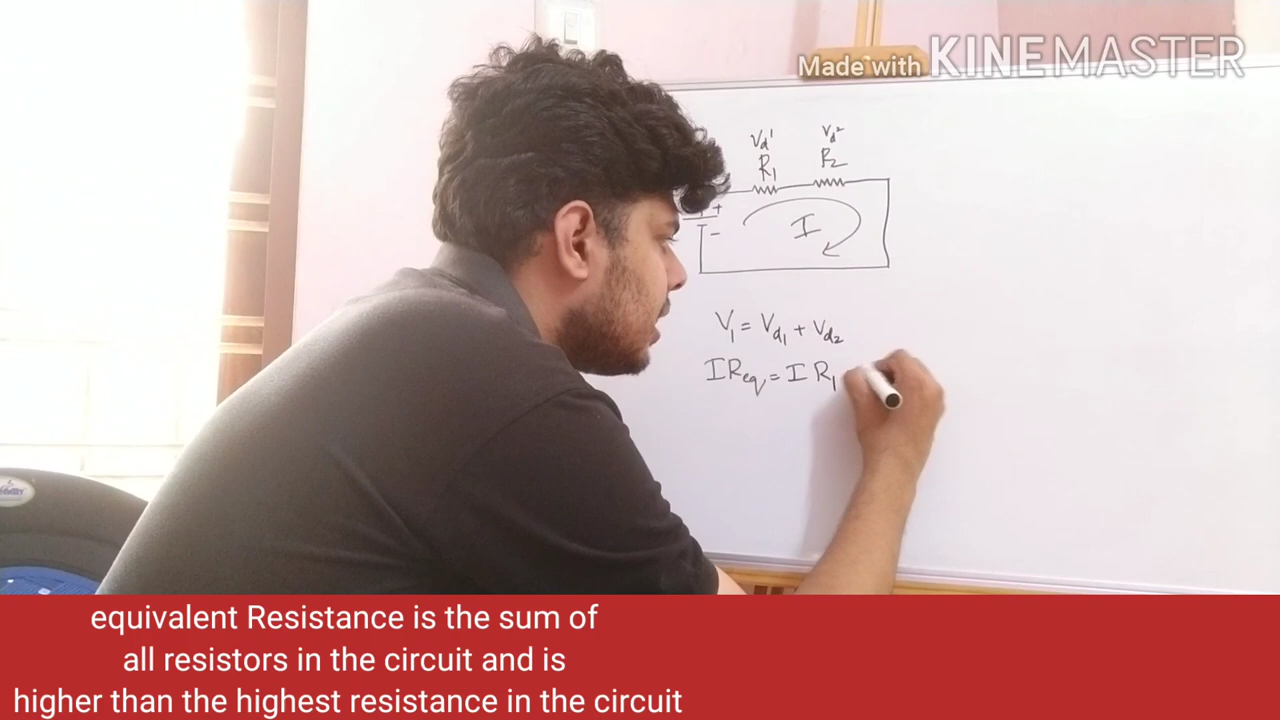 Made with KINEMASTER
Vd1 Vd2
R1 R2
+
−
I
V1 = Vd1 + Vd2
IReq = I R1
equivalent Resistance is the sum of
all resistors in the circuit and is
higher than the highest resistance in the circuit